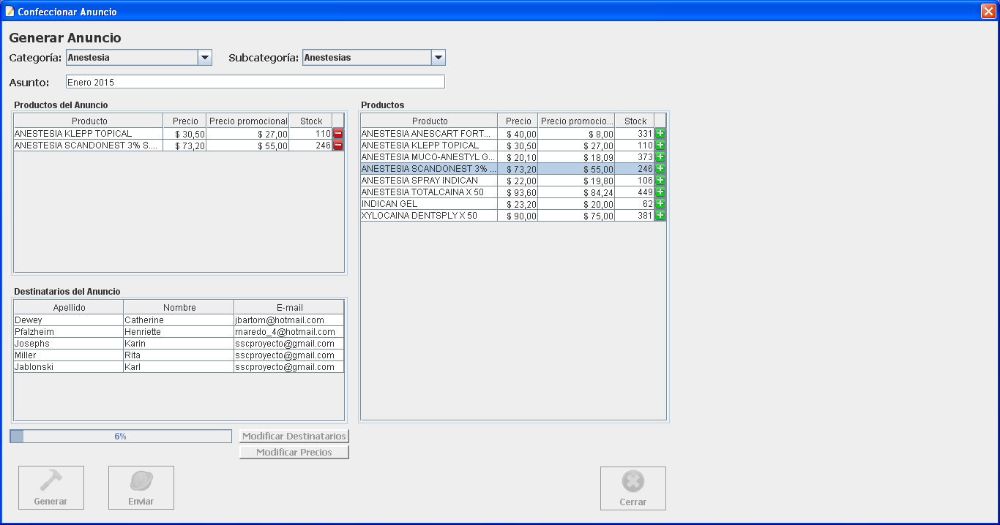 Confeccionar Anuncio
Generar Anuncio
Categoría: Anestesia Subcategoría: Anestesias
Asunto: Enero 2015
Productos del Anuncio
Producto Precio Precio promocional Stock
ANESTESIA KLEPP TOPICAL $ 30,50 $ 27,00 110
ANESTESIA SCANDONEST 3% S.... $ 73,20 $ 55,00 246
Productos
Producto Precio Precio promocio... Stock
ANESTESIA ANESCART FORT... $ 40,00 $ 8,00 331
ANESTESIA KLEPP TOPICAL $ 30,50 $ 27,00 110
ANESTESIA MUCO-ANESTYL G... $ 20,10 $ 18,09 373
ANESTESIA SCANDONEST 3% ... $ 73,20 $ 55,00 246
ANESTESIA SPRAY INDICAN $ 22,00 $ 19,80 106
ANESTESIA TOTALCAINA X 50 $ 93,60 $ 84,24 449
INDICAN GEL $ 23,20 $ 20,00 62
XYLOCAINA DENTSPLY X 50 $ 90,00 $ 75,00 381
Destinatarios del Anuncio
Apellido Nombre E-mail
Dewey Catherine jbartom@hotmail.com
Pfalzheim Henriette rnaredo_4@hotmail.com
Josephs Karin sscproyecto@gmail.com
Miller Rita sscproyecto@gmail.com
Jablonski Karl sscproyecto@gmail.com
6%
Modificar Destinatarios
Modificar Precios
Generar Enviar Cerrar